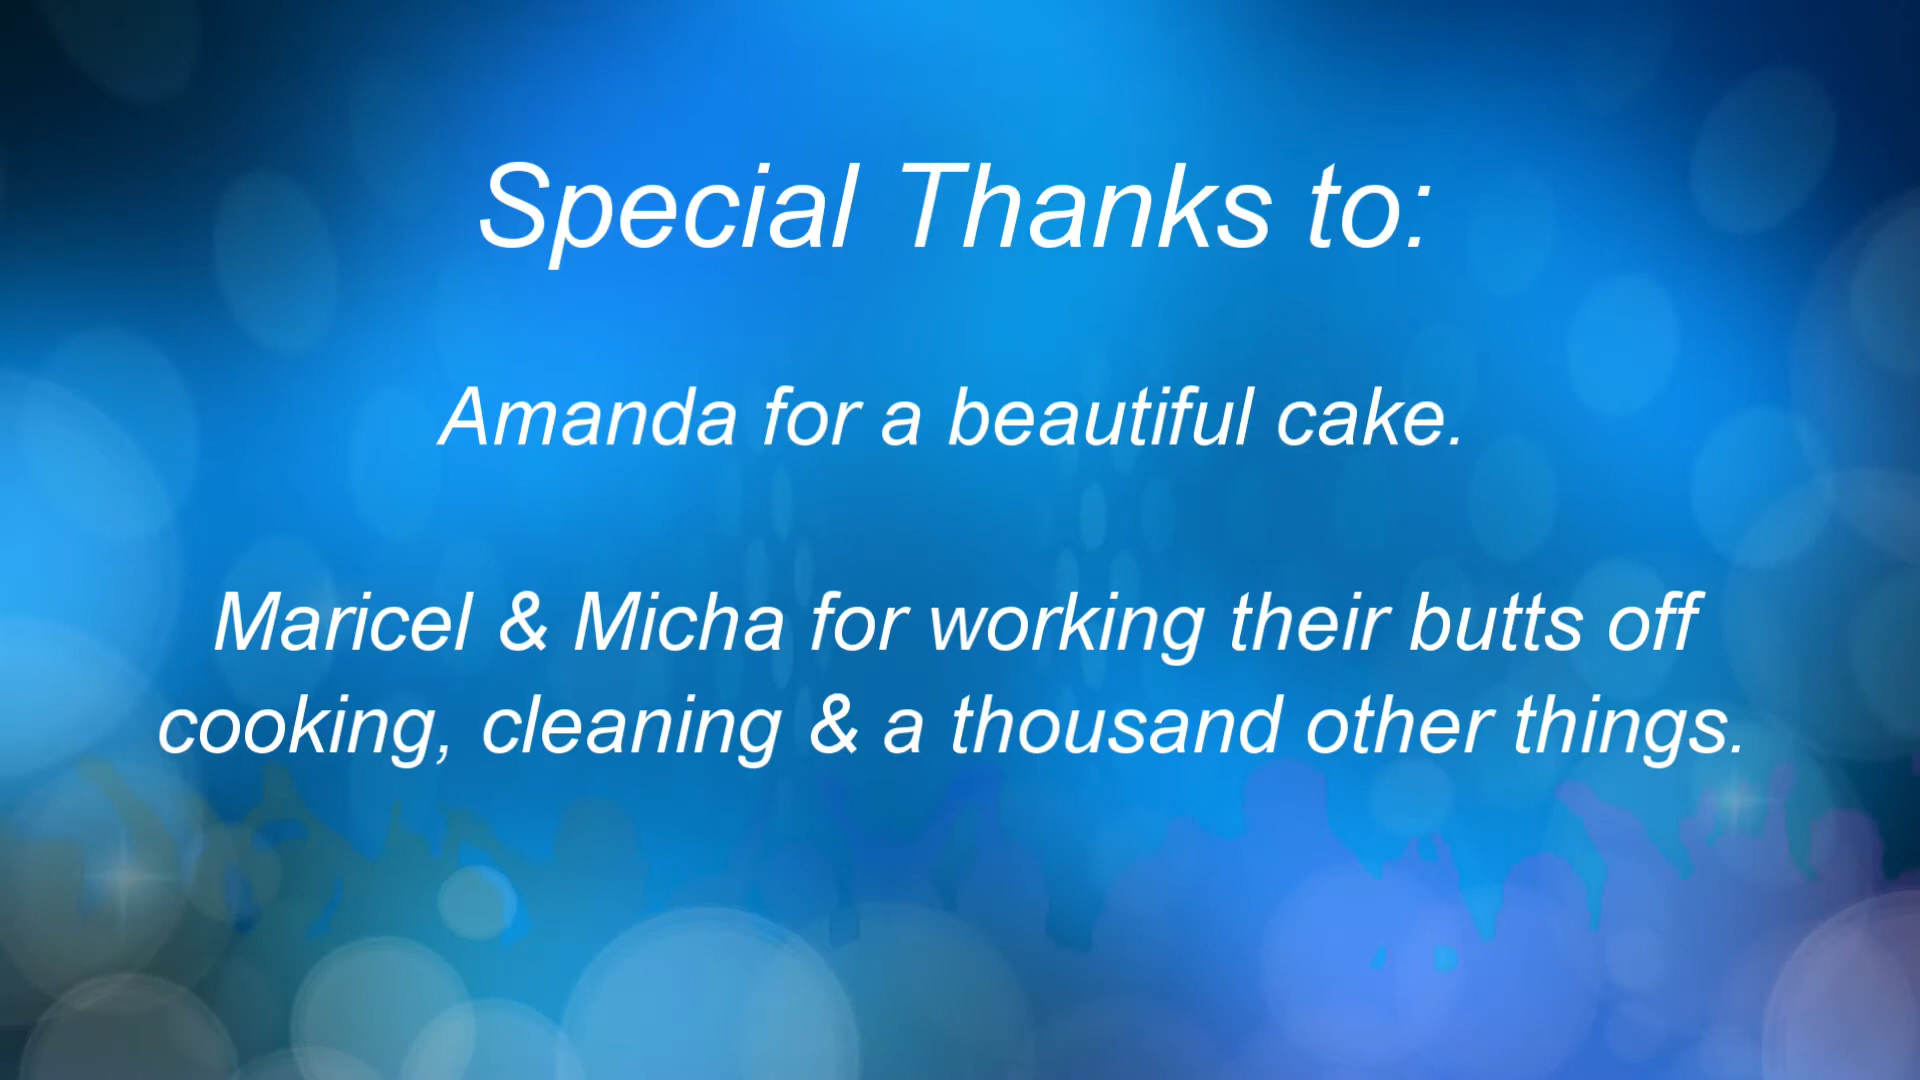 Special Thanks to:
Amanda for a beautiful cake.
Maricel & Micha for working their butts off
cooking, cleaning & a thousand other things.